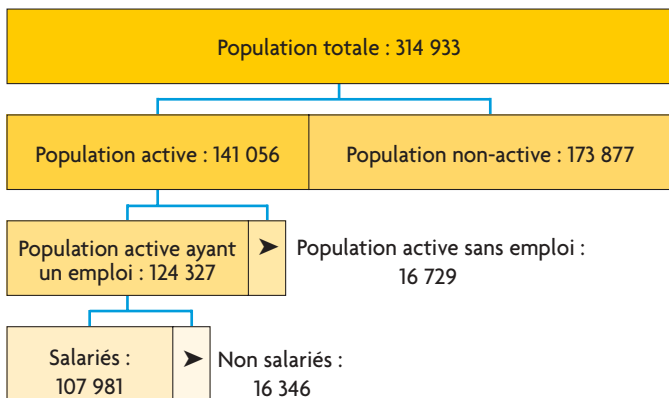 Population totale : 314 933
Population active : 141 056
Population non-active : 173 877
Population active ayant
un emploi : 124 327
Population active sans emploi :
16 729
Salariés :
107 981
Non salariés :
16 346